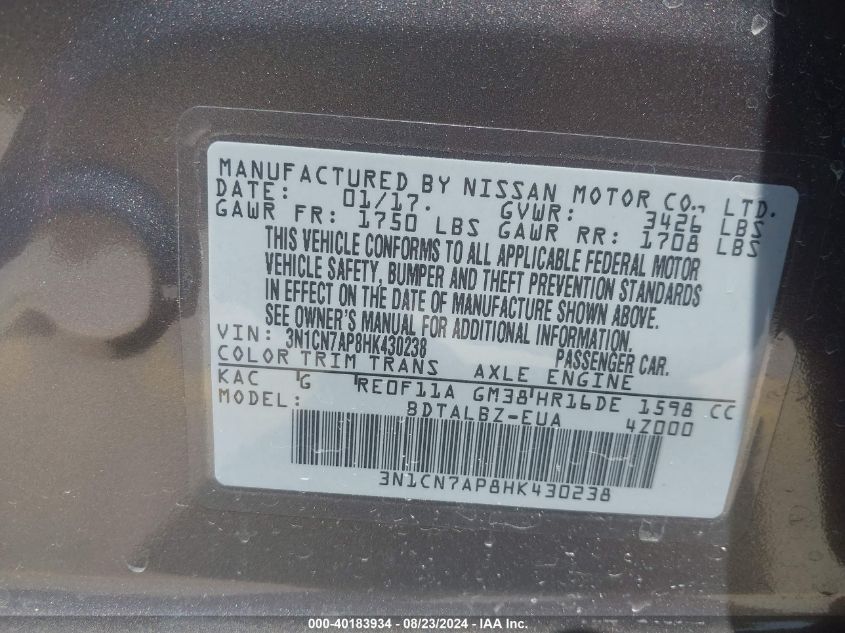 MANUFACTURED BY NISSAN MOTOR CO., LTD.
DATE: 01/17. GVWR: 3426 LBS
GAWR FR: 1750 LBS GAWR RR: 1708 LBS
THIS VEHICLE CONFORMS TO ALL APPLICABLE FEDERAL MOTOR
VEHICLE SAFETY, BUMPER AND THEFT PREVENTION STANDARDS
IN EFFECT ON THE DATE OF MANUFACTURE SHOWN ABOVE.
SEE OWNER'S MANUAL FOR ADDITIONAL INFORMATION.
VIN: 3N1CN7AP8HK430238 PASSENGER CAR.
COLOR TRIM TRANS AXLE ENGINE
KAC G RE0F11A GM38 HR16DE 1598 CC
MODEL: BDTALBZ-EUA 4Z000
3N1CN7AP8HK430238
000-40183934 - 08/23/2024 - IAA Inc.